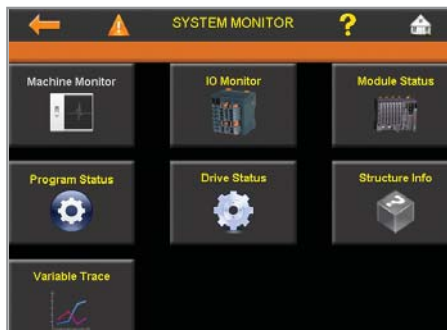 SYSTEM MONITOR ?
Machine Monitor IO Monitor Module Status
Program Status Drive Status Structure Info
Variable Trace